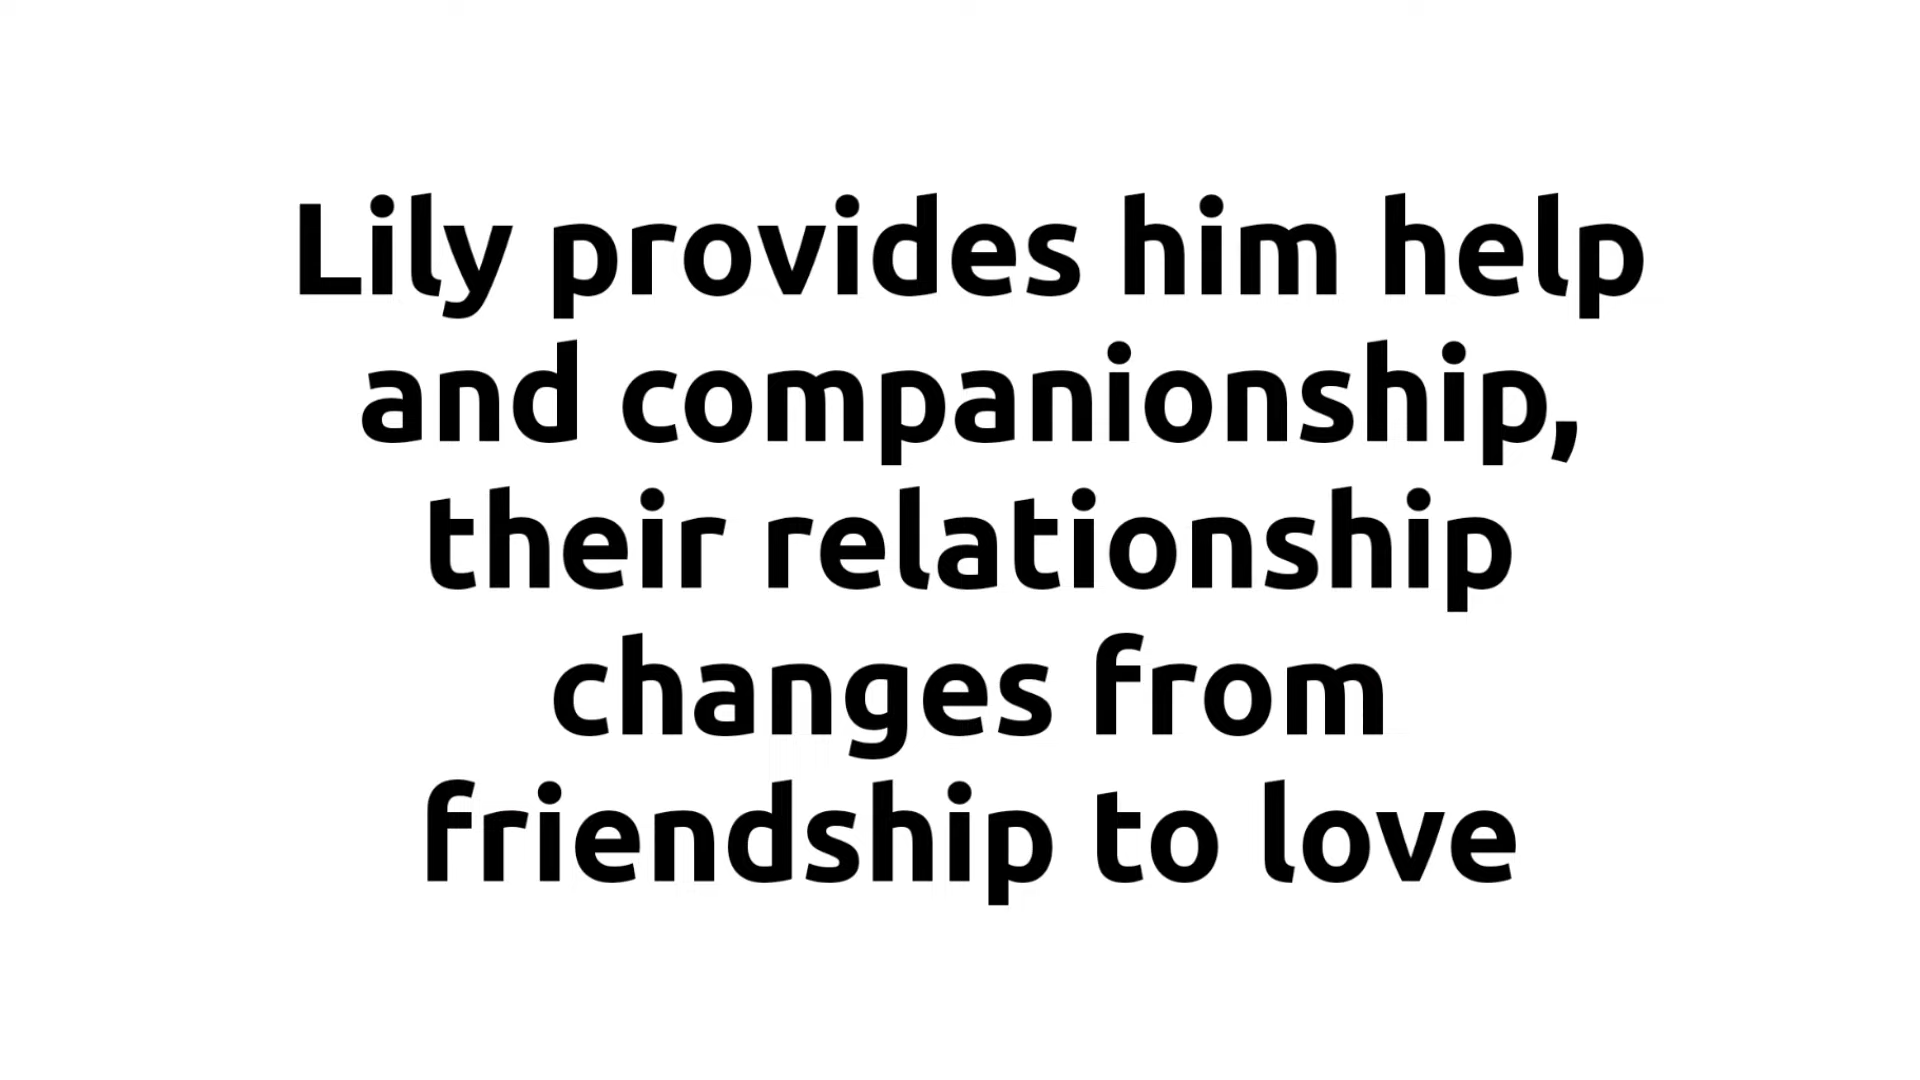 Lily provides him help
and companionship,
their relationship
changes from
friendship to love